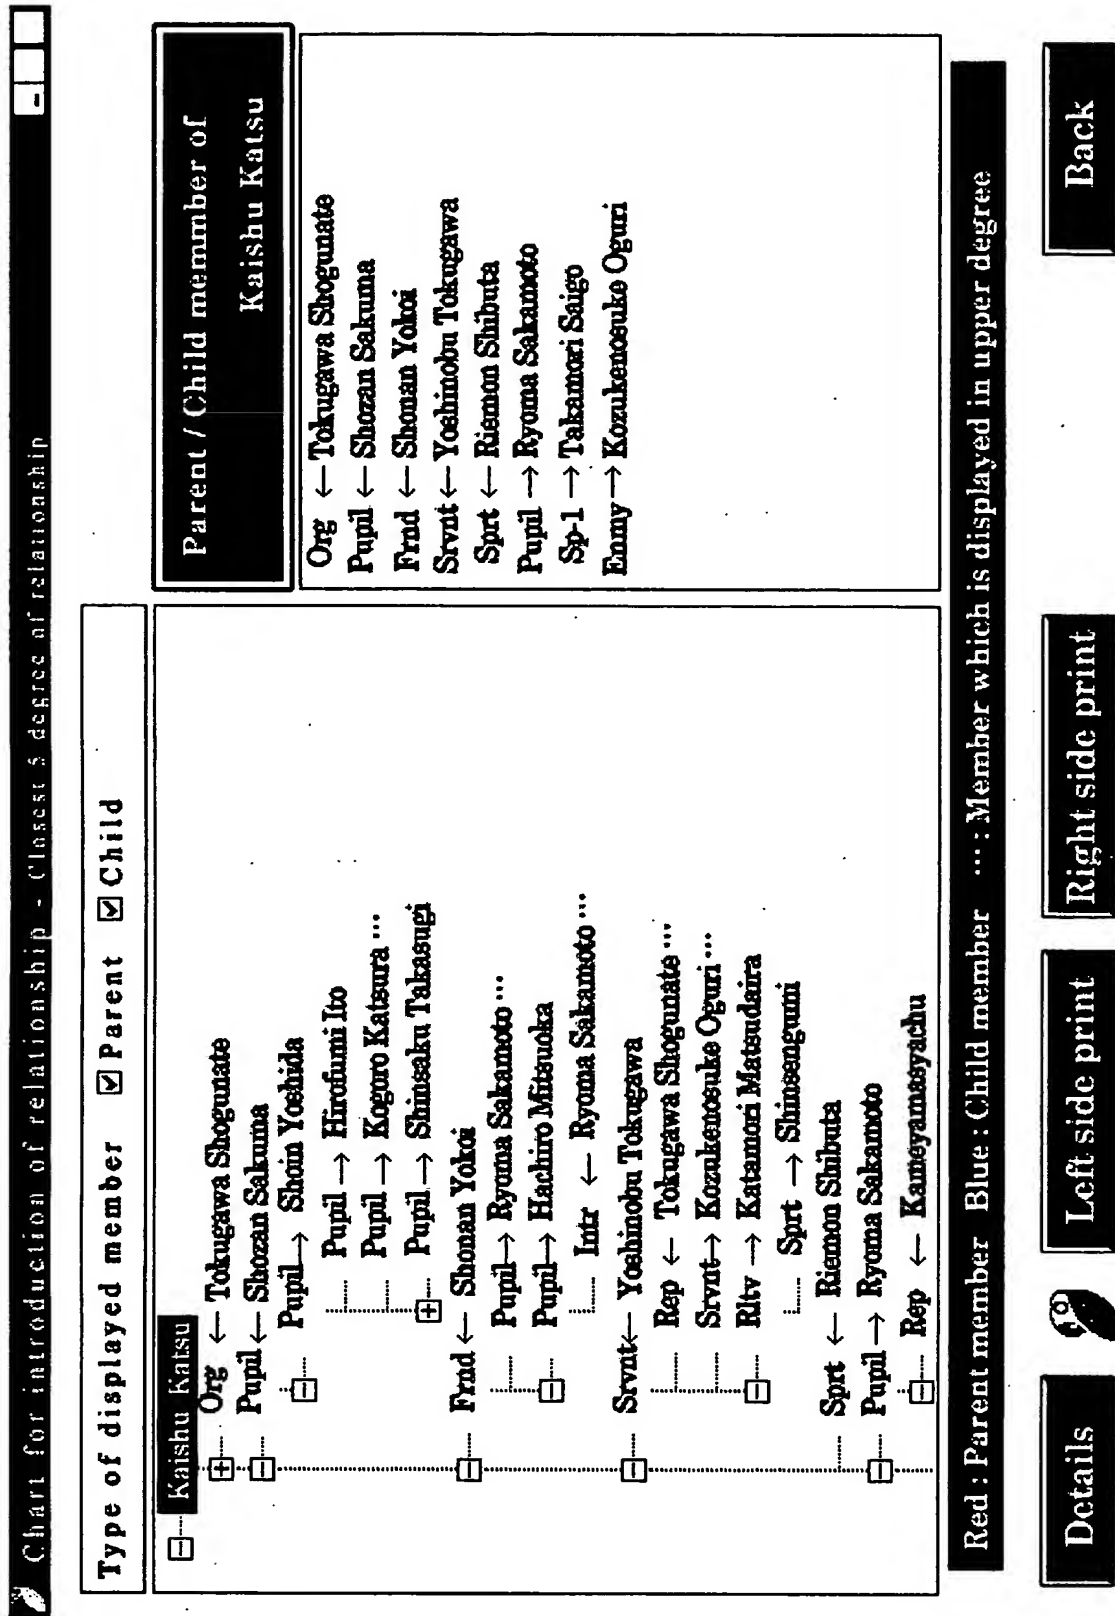 Chart for introduction of relationship - Closest 3 degree of relationship
Type of displayed member ☑ Parent ☑ Child
Kaishu Katsu
Org ← Tokugawa Shogunate
Pupil ← Shozan Sakuma
Pupil → Shoin Yoshida
Pupil → Hirofumi Ito
Pupil → Kogoro Katsura ...
Pupil → Shinsaku Takasugi
Frnd ← Shonan Yokoi
Pupil → Ryoma Sakamoto ...
Pupil → Hachiro Mitsuoka
Intr ← Ryoma Sakamoto ...
Srvnt ← Yoshinobu Tokugawa
Rep ← Tokugawa Shogunate ...
Srvnt → Kozukenosuke Oguri ...
Rltv → Katamori Matsudaira
Sprt → Shinsengumi
Sprt ← Riemon Shibuta
Pupil → Ryoma Sakamoto
Rep ← Kameyamasyachu
Parent / Child memmber of
Kaishu Katsu
Org ← Tokugawa Shogunate
Pupil ← Shozan Sakuma
Frnd ← Shonan Yokoi
Srvnt ← Yoshinobu Tokugawa
Sprt ← Riemon Shibuta
Pupil → Ryoma Sakamoto
Sp-1 → Takamori Saigo
Enmy → Kozukenosuke Oguri
Red : Parent member Blue : Child member ... : Member which is displayed in upper degree
Details
Left side print
Right side print
Back